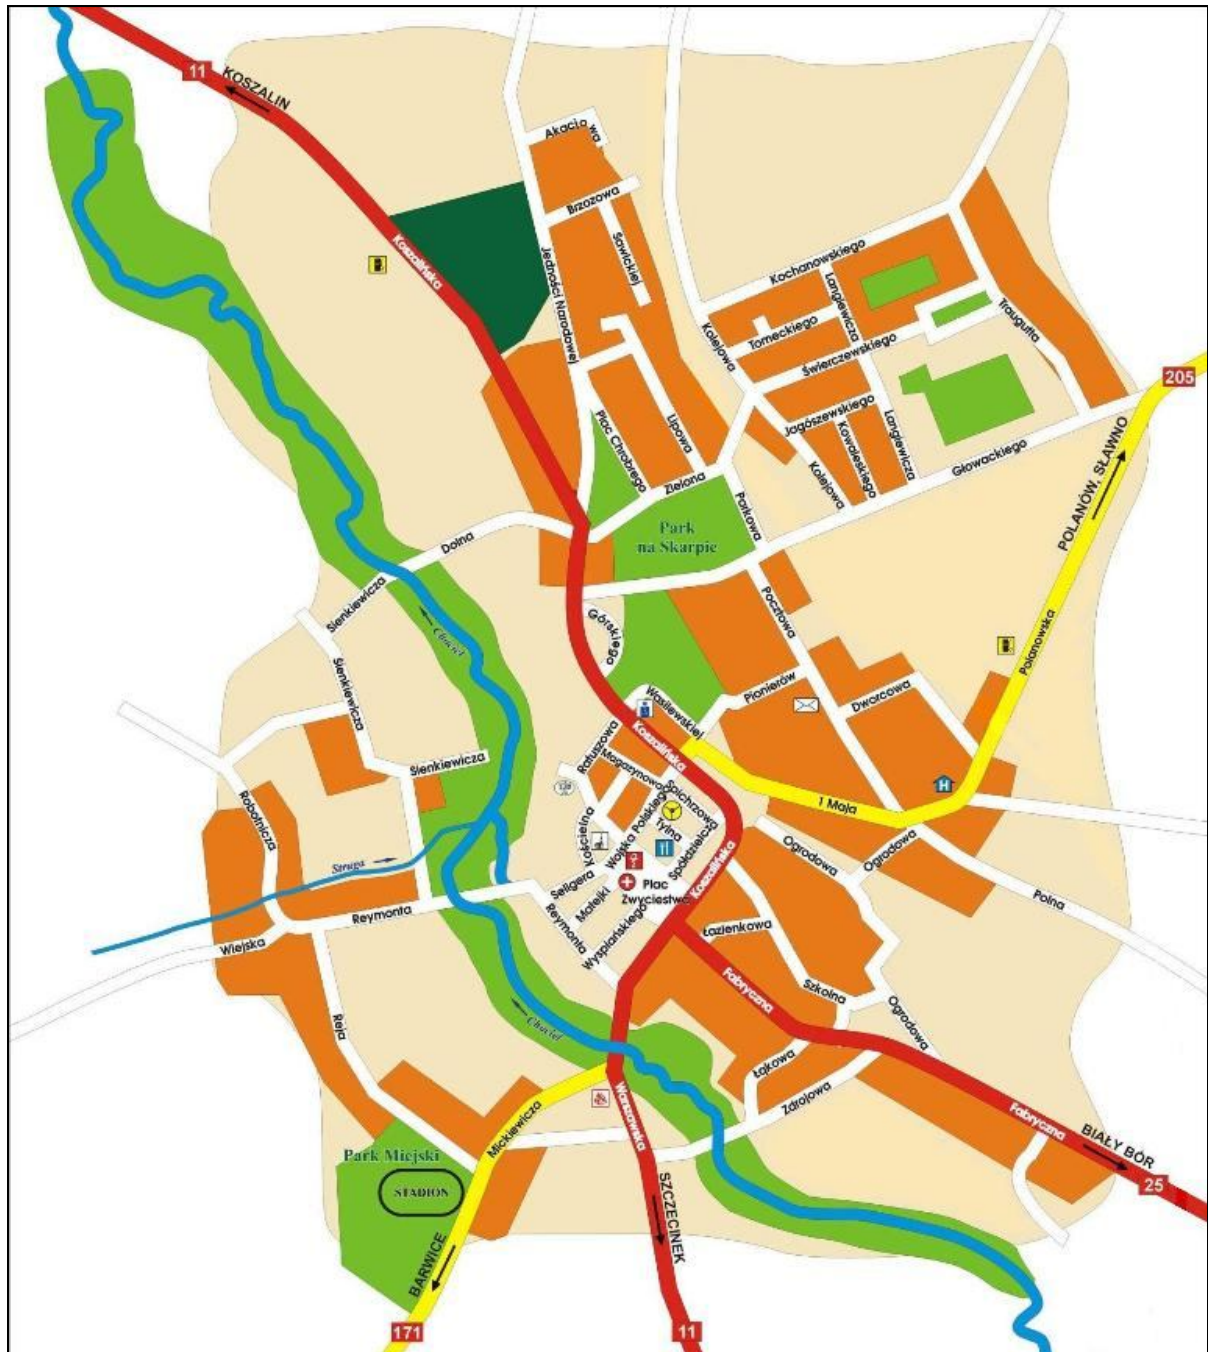 11
KOSZALIN
Akacjowa
Brzozowa
Sawickiej
Koszalińska
Jedności Narodowej
Kochanowskiego
Langiewicza
Traugutta
Kolejowa
Tomeckiego
Świerczewskiego
205
Plac Chrobrego
Lipowa
Jagószewskiego
Kowaleskiego
Langiewicza
Kolejowa
Głowackiego
POLANÓW, SŁAWNO
Zielona
Parkowa
Park
na Skarpie
Dolna
Sienkiewicza
Chociel
Górskiego
Pocztowa
Polanowska
Sienkiewicza
Wasilewskiej
Pionierów
Dworcowa
Koszalińska
Ratuszowa
Magazynowa
Sienkiewicza
Spichrzowa
H
1 Maja
Robotnicza
Kościelna
Wojska Polskiego
Tylna
Spółdzielcza
Ogrodowa
Ogrodowa
Struga
Seligera
Matejki
Plac
Zwycięstwa
Koszalińska
Polna
Reymonta
Reymonta
Wyspiańskiego
Łazienkowa
Wiejska
Fabryczna
Szkolna
Ogrodowa
Reja
Chociel
Łąkowa
Zdrojowa
Warszawska
Mickiewicza
Fabryczna
BIAŁY BÓR
25
Park Miejski
STADION
SZCZECINEK
BARWICE
171
11